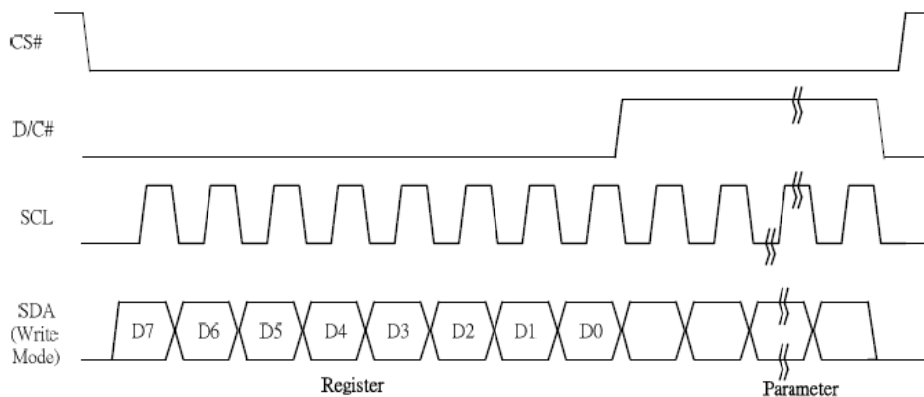 CS#
D/C#
SCL
SDA
(Write
Mode)
D7 D6 D5 D4 D3 D2 D1 D0
Register Parameter